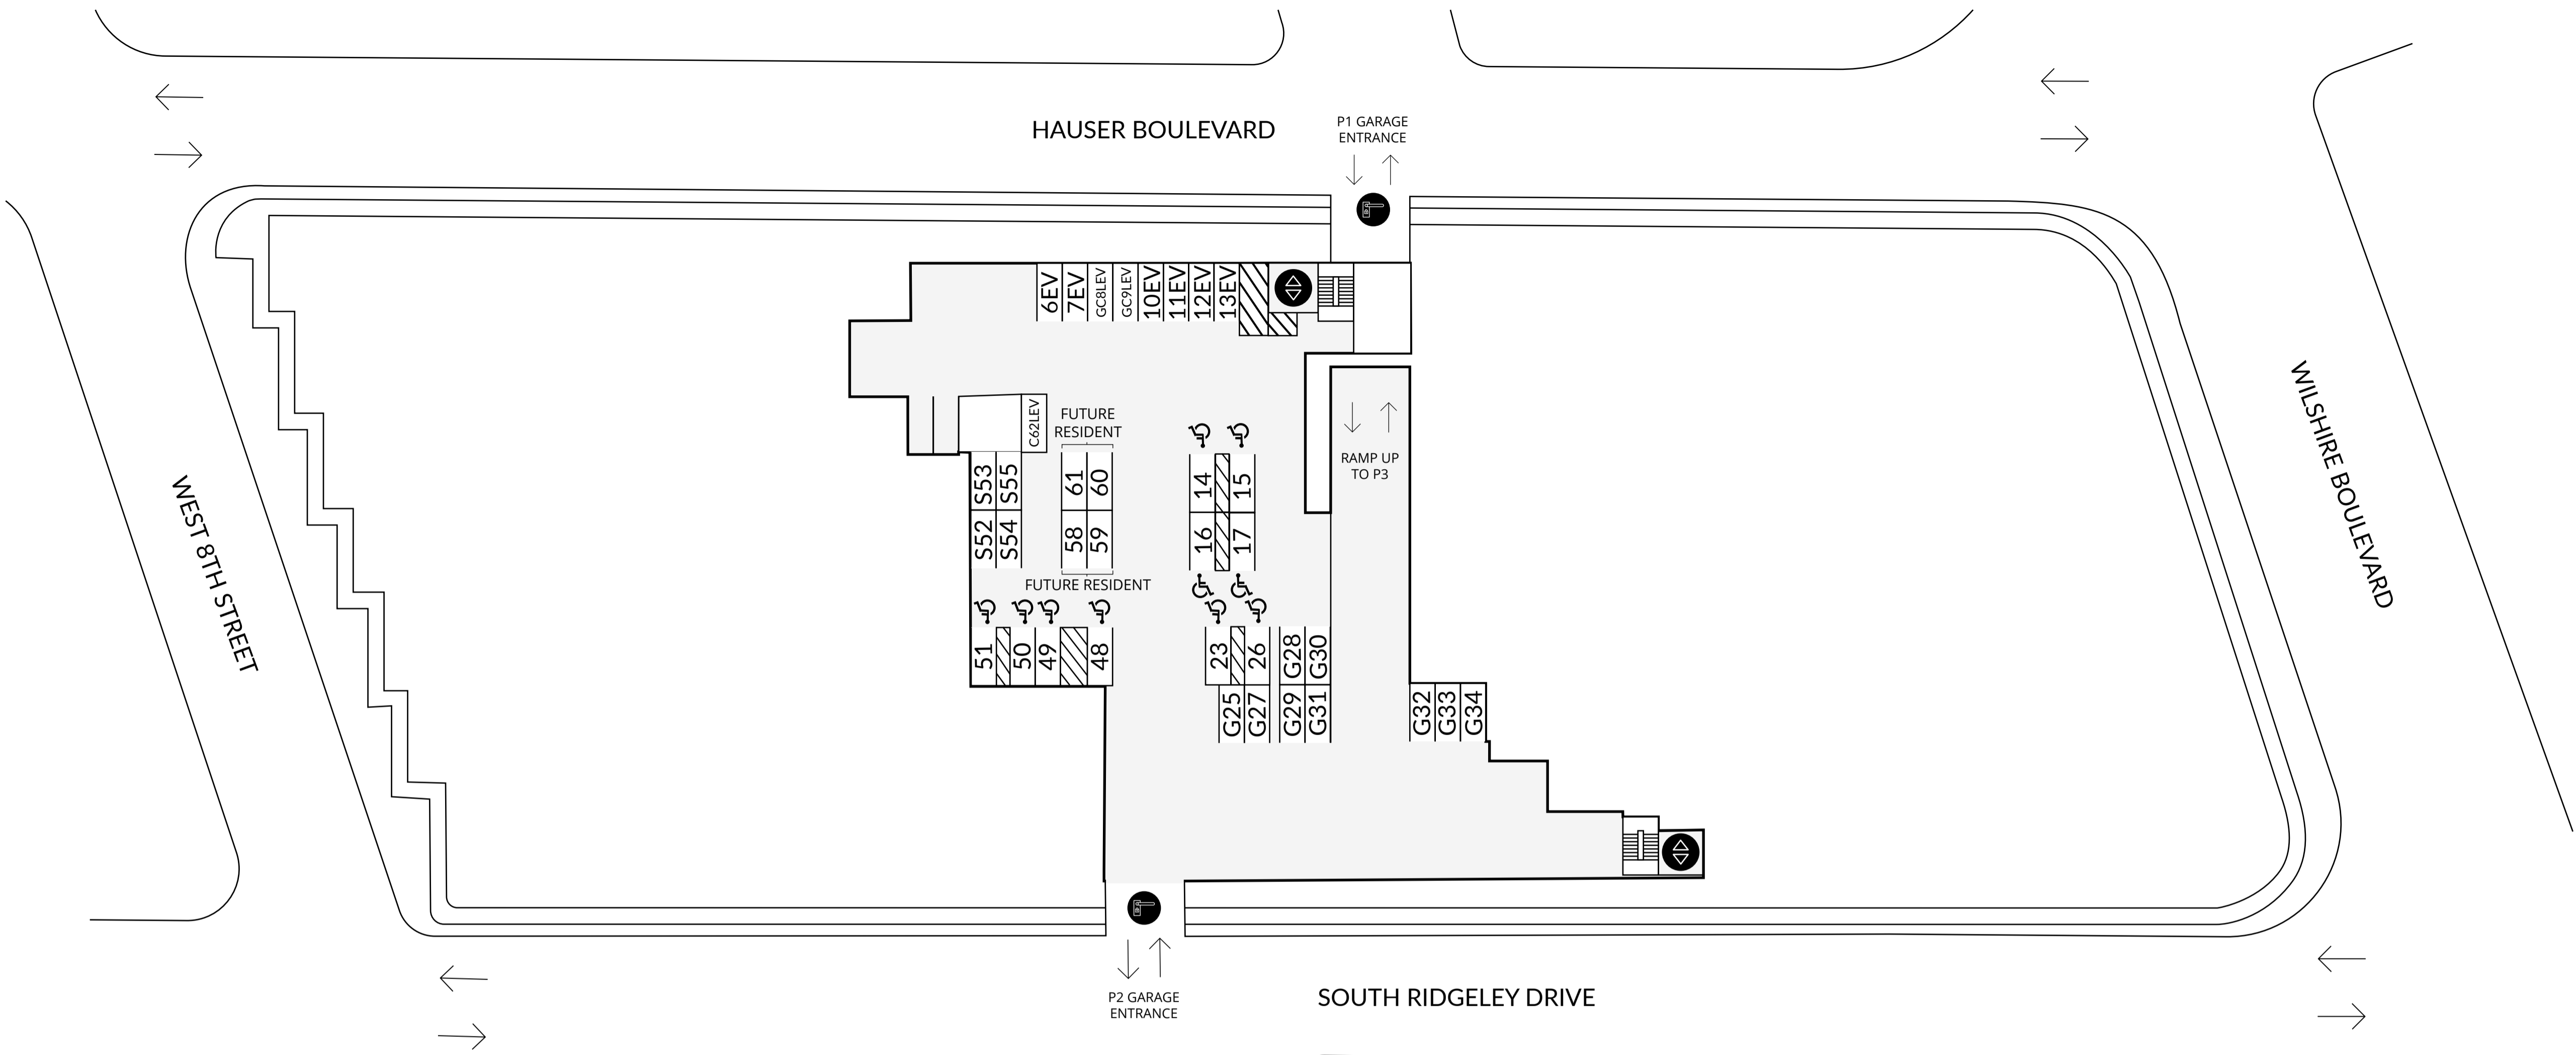 P1 GARAGE
ENTRANCE
HAUSER BOULEVARD
6EV
7EV
GC8LEV
GC9LEV
10EV
11EV
12EV
13EV
C62LEV
FUTURE
RESIDENT
RAMP UP
TO P3
S53
S55
61
60
14
15
S52
S54
58
59
16
17
FUTURE RESIDENT
51
50
49
48
23
26
G28
G30
G25
G27
G29
G31
G32
G33
G34
WEST 8TH STREET
WILSHIRE BOULEVARD
P2 GARAGE
ENTRANCE
SOUTH RIDGELEY DRIVE